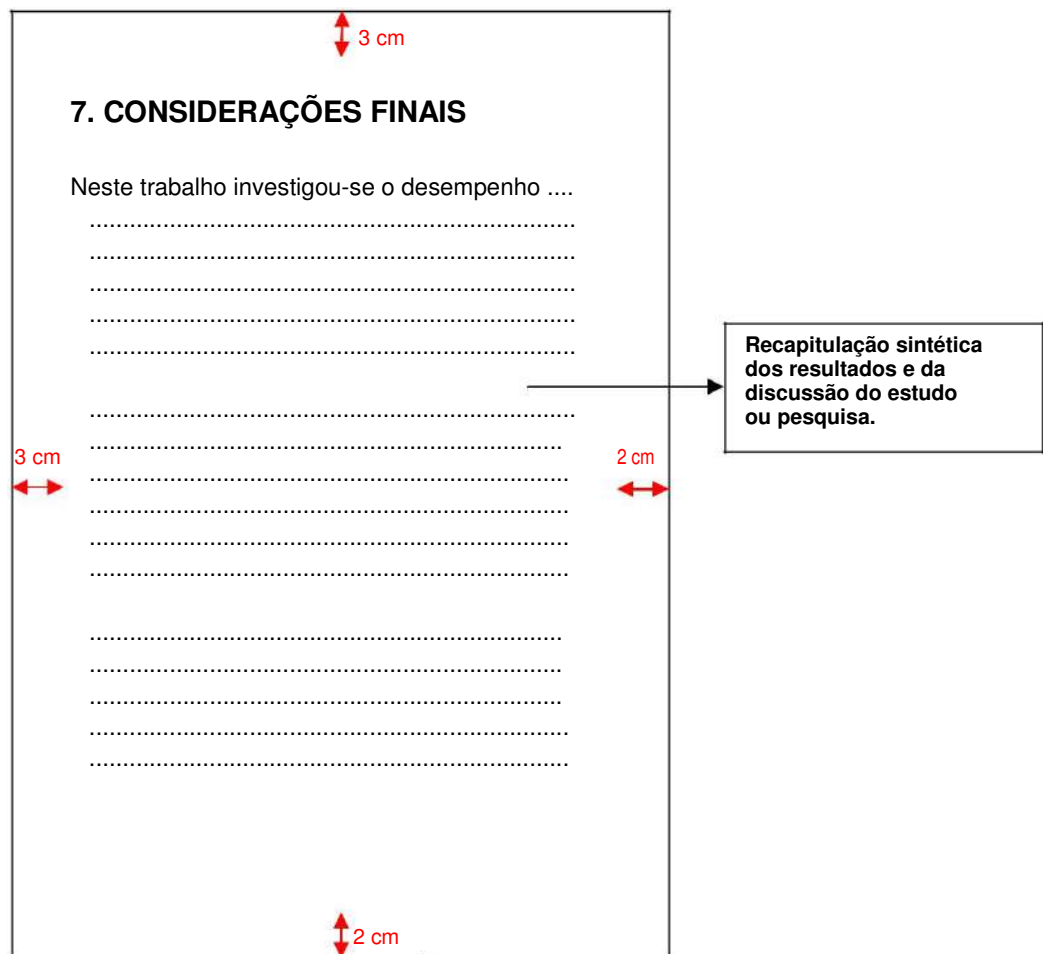 3 cm
7. CONSIDERAÇÕES FINAIS
Neste trabalho investigou-se o desempenho ....
.........................................................................
.........................................................................
.........................................................................
.........................................................................
.........................................................................
.........................................................................
.......................................................................
........................................................................
........................................................................
........................................................................
........................................................................
.......................................................................
.......................................................................
.......................................................................
........................................................................
........................................................................
3 cm
2 cm
Recapitulação sintética
dos resultados e da
discussão do estudo
ou pesquisa.
2 cm